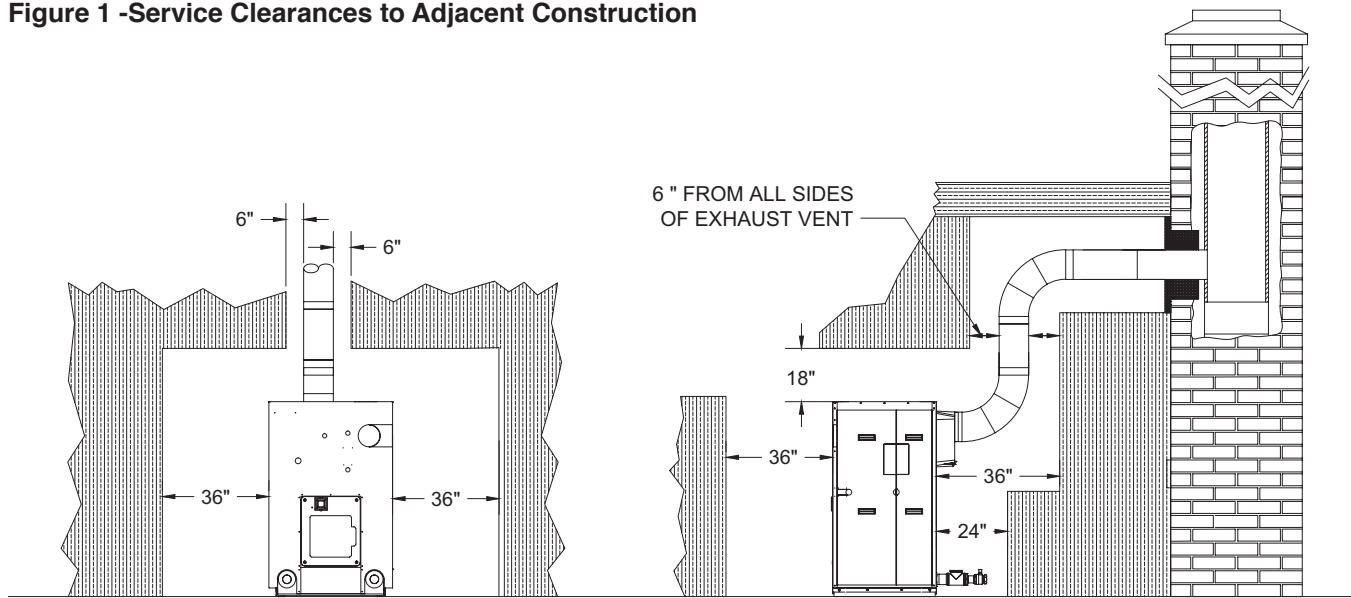 Figure 1 -Service Clearances to Adjacent Construction
6"
6"
36"
36"
6 " FROM ALL SIDES
OF EXHAUST VENT
18"
36"
36"
24"